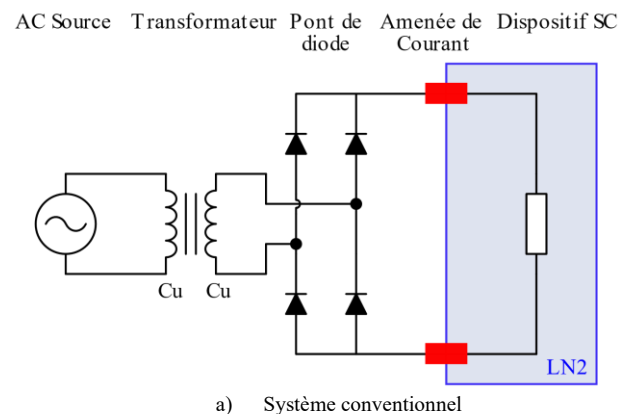 AC Source Transformateur Pont de diode Amenée de Courant Dispositif SC
Cu Cu
LN2
a) Système conventionnel